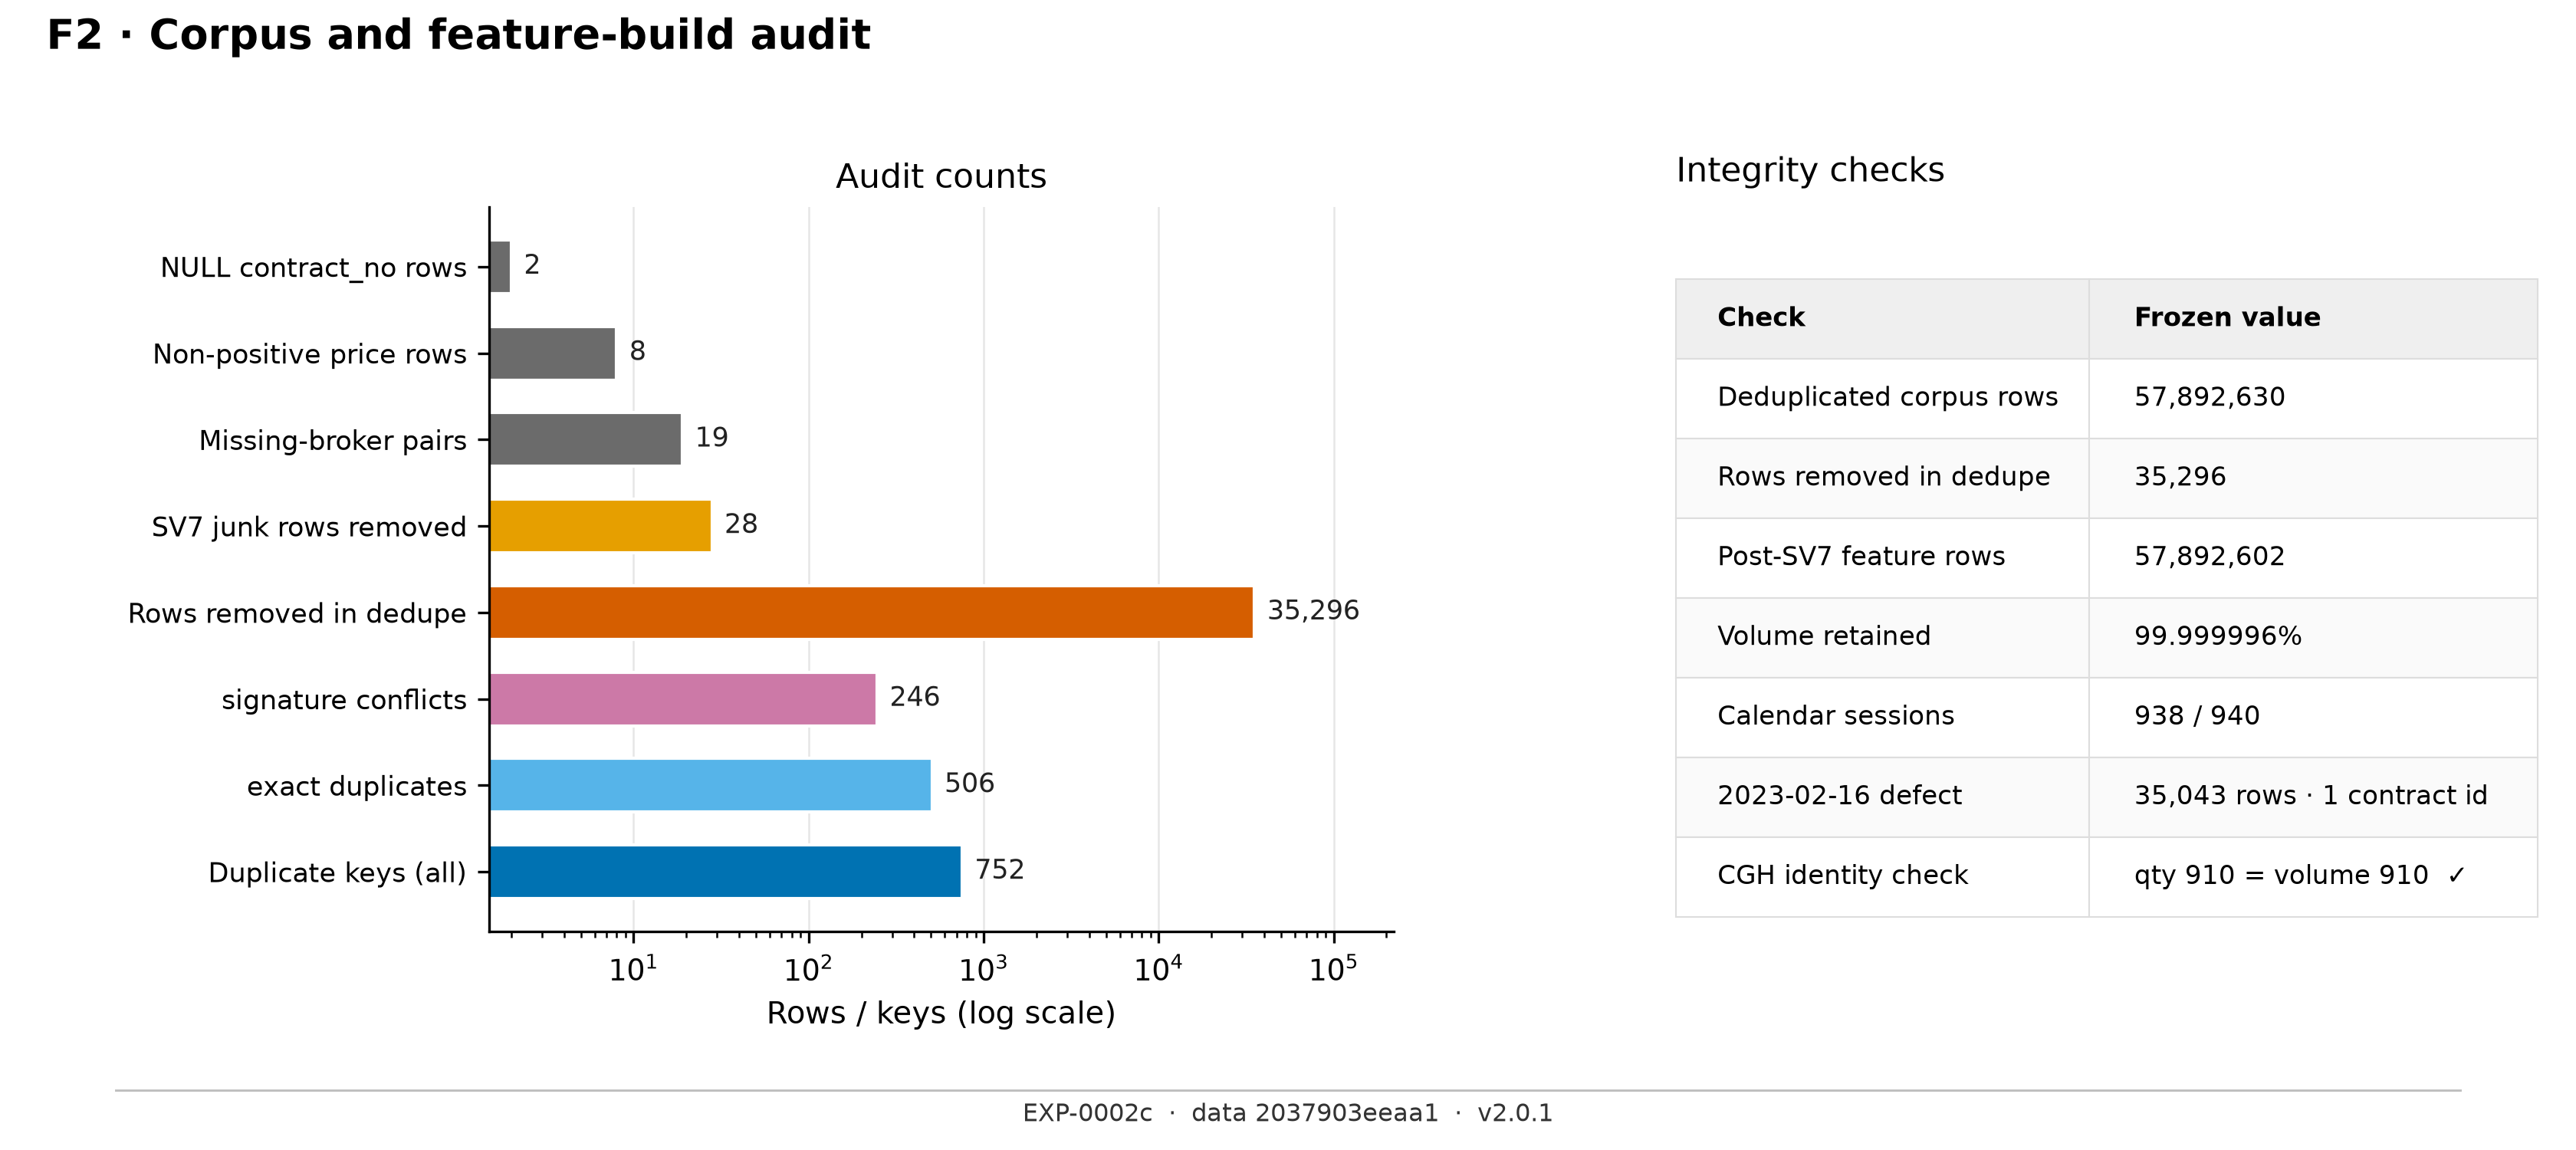 F2 · Corpus and feature-build audit
Audit counts
NULL contract_no rows 2
Non-positive price rows 8
Missing-broker pairs 19
SV7 junk rows removed 28
Rows removed in dedupe 35,296
signature conflicts 246
exact duplicates 506
Duplicate keys (all) 752
10¹ 10² 10³ 10⁴ 10⁵
Rows / keys (log scale)
Integrity checks
Check Frozen value
Deduplicated corpus rows 57,892,630
Rows removed in dedupe 35,296
Post-SV7 feature rows 57,892,602
Volume retained 99.999996%
Calendar sessions 938 / 940
2023-02-16 defect 35,043 rows · 1 contract id
CGH identity check qty 910 = volume 910 ✓
EXP-0002c · data 2037903eeaa1 · v2.0.1